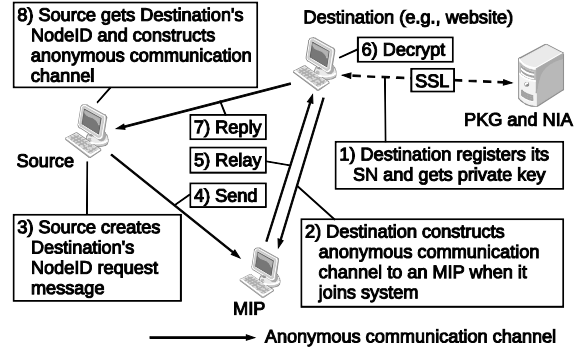 8) Source gets Destination's
NodeID and constructs
anonymous communication
channel
Destination (e.g., website)
6) Decrypt
SSL
PKG and NIA
7) Reply
Source
5) Relay
1) Destination registers its
SN and gets private key
4) Send
3) Source creates
Destination's
NodeID request
message
2) Destination constructs
anonymous communication
channel to an MIP when it
joins system
MIP
Anonymous communication channel